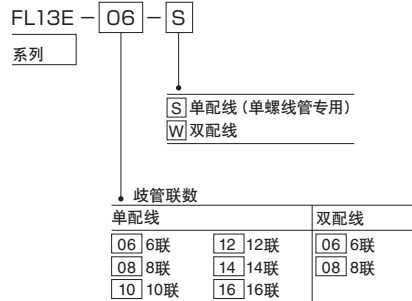 FL13E－06－S
系列
S 单配线（单螺线管专用）
W 双配线
歧管联数
单配线 双配线
06 6联 12 12联 06 6联
08 8联 14 14联 08 8联
10 10联 16 16联